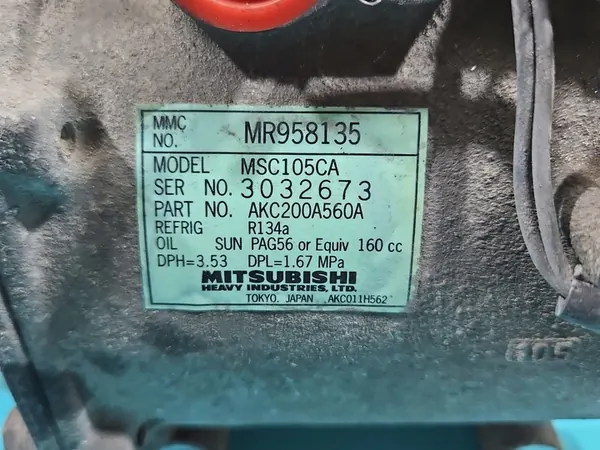 MMC
NO. MR958135
MODEL MSC105CA
SER NO. 3032673
PART NO. AKC200A560A
REFRIG R134a
OIL SUN PAG56 or Equiv 160 cc
DPH=3.53 DPL=1.67 MPa
MITSUBISHI
HEAVY INDUSTRIES, LTD.
TOKYO, JAPAN AKC011H562